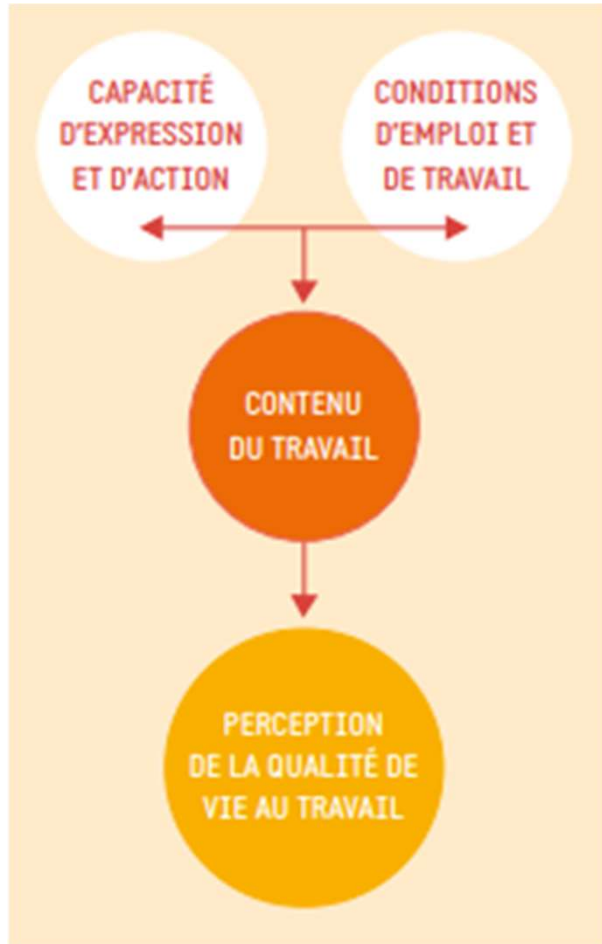 CAPACITÉ
D'EXPRESSION
ET D'ACTION
CONDITIONS
D'EMPLOI ET
DE TRAVAIL
CONTENU
DU TRAVAIL
PERCEPTION
DE LA QUALITÉ DE
VIE AU TRAVAIL